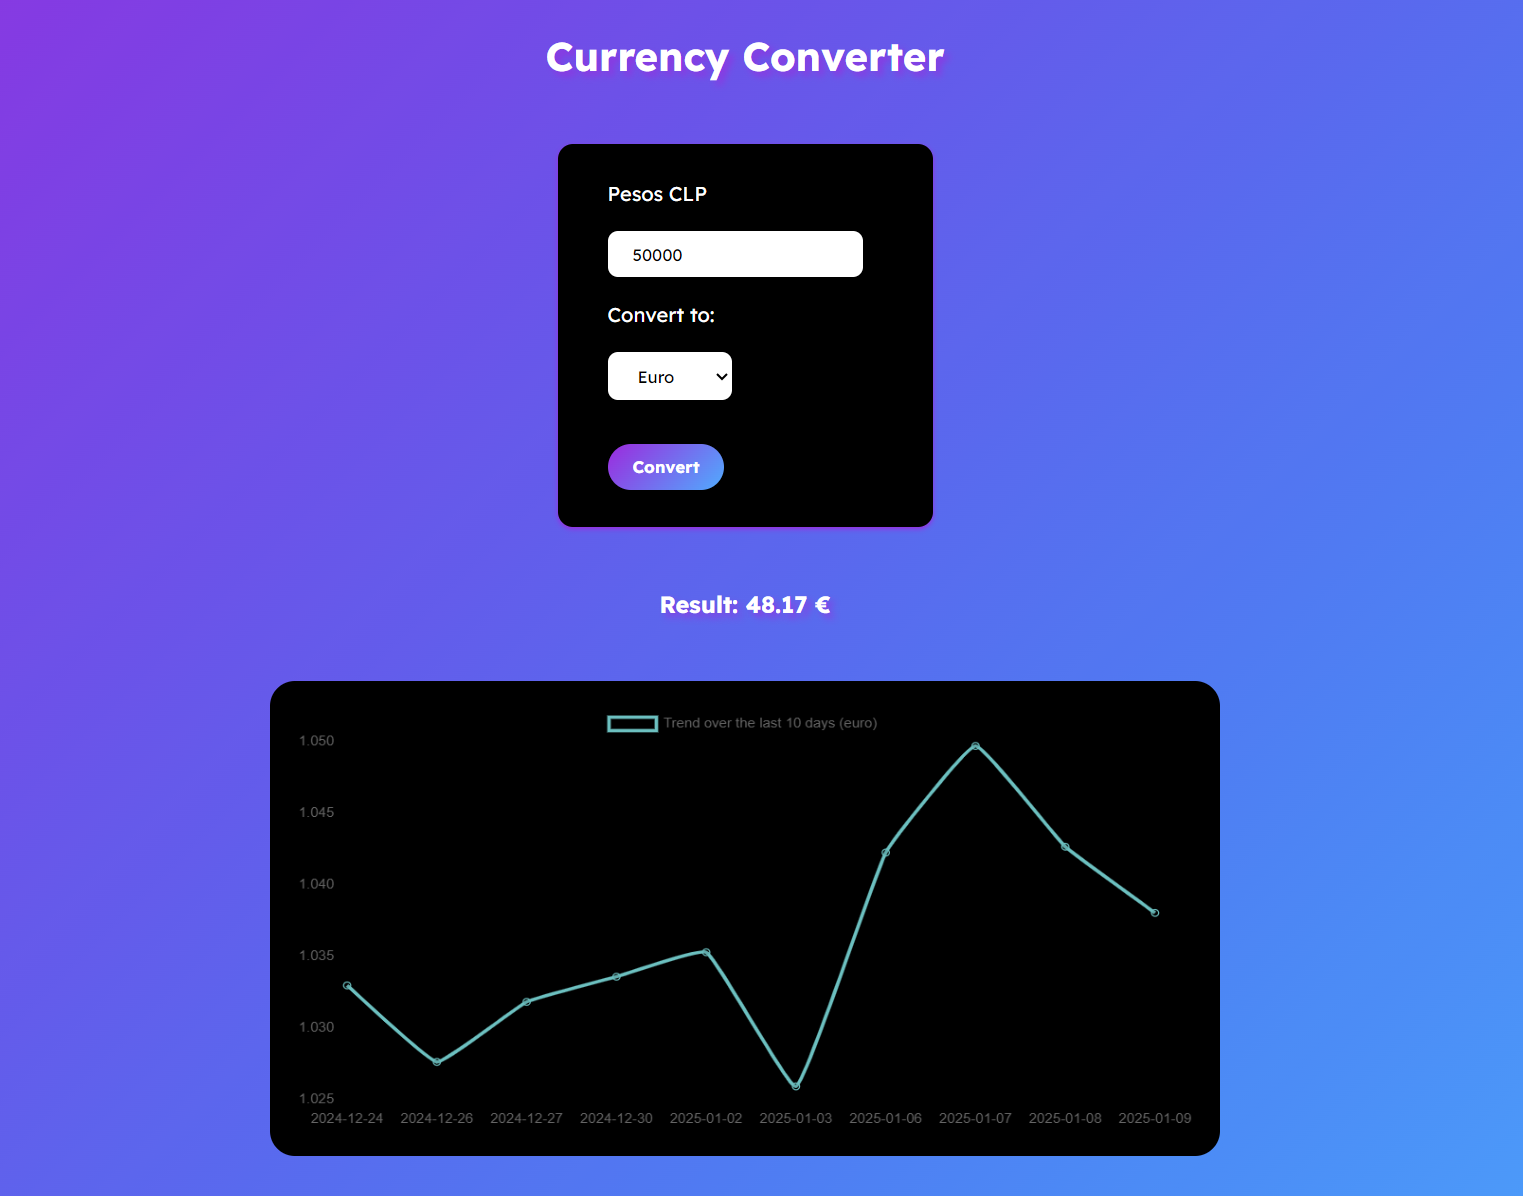 Currency Converter
Pesos CLP
50000
Convert to:
Euro
Convert
Result: 48.17 €
Trend over the last 10 days (euro)
1.050
1.045
1.040
1.035
1.030
1.025
2024-12-24 2024-12-26 2024-12-27 2024-12-30 2025-01-02 2025-01-03 2025-01-06 2025-01-07 2025-01-08 2025-01-09